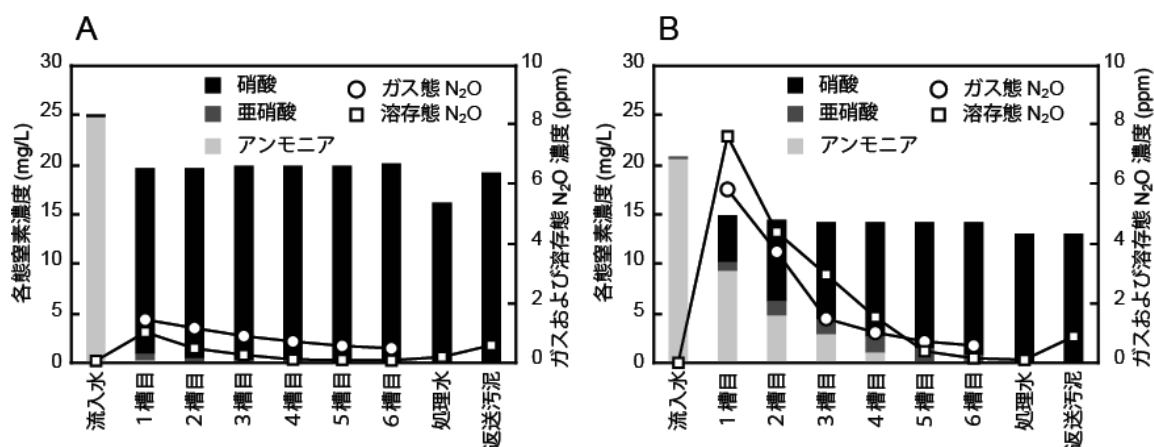 A
各態窒素濃度 (mg/L)
30
25
20
15
10
5
0
硝酸
亜硝酸
アンモニア
ガス態 N₂O
溶存態 N₂O
10
8
6
4
2
0
ガスおよび溶存態 N₂O 濃度 (ppm)
流入水
1槽目
2槽目
3槽目
4槽目
5槽目
6槽目
処理水
返送汚泥
B
各態窒素濃度 (mg/L)
30
25
20
15
10
5
0
硝酸
亜硝酸
アンモニア
ガス態 N₂O
溶存態 N₂O
10
8
6
4
2
0
ガスおよび溶存態 N₂O 濃度 (ppm)
流入水
1槽目
2槽目
3槽目
4槽目
5槽目
6槽目
処理水
返送汚泥